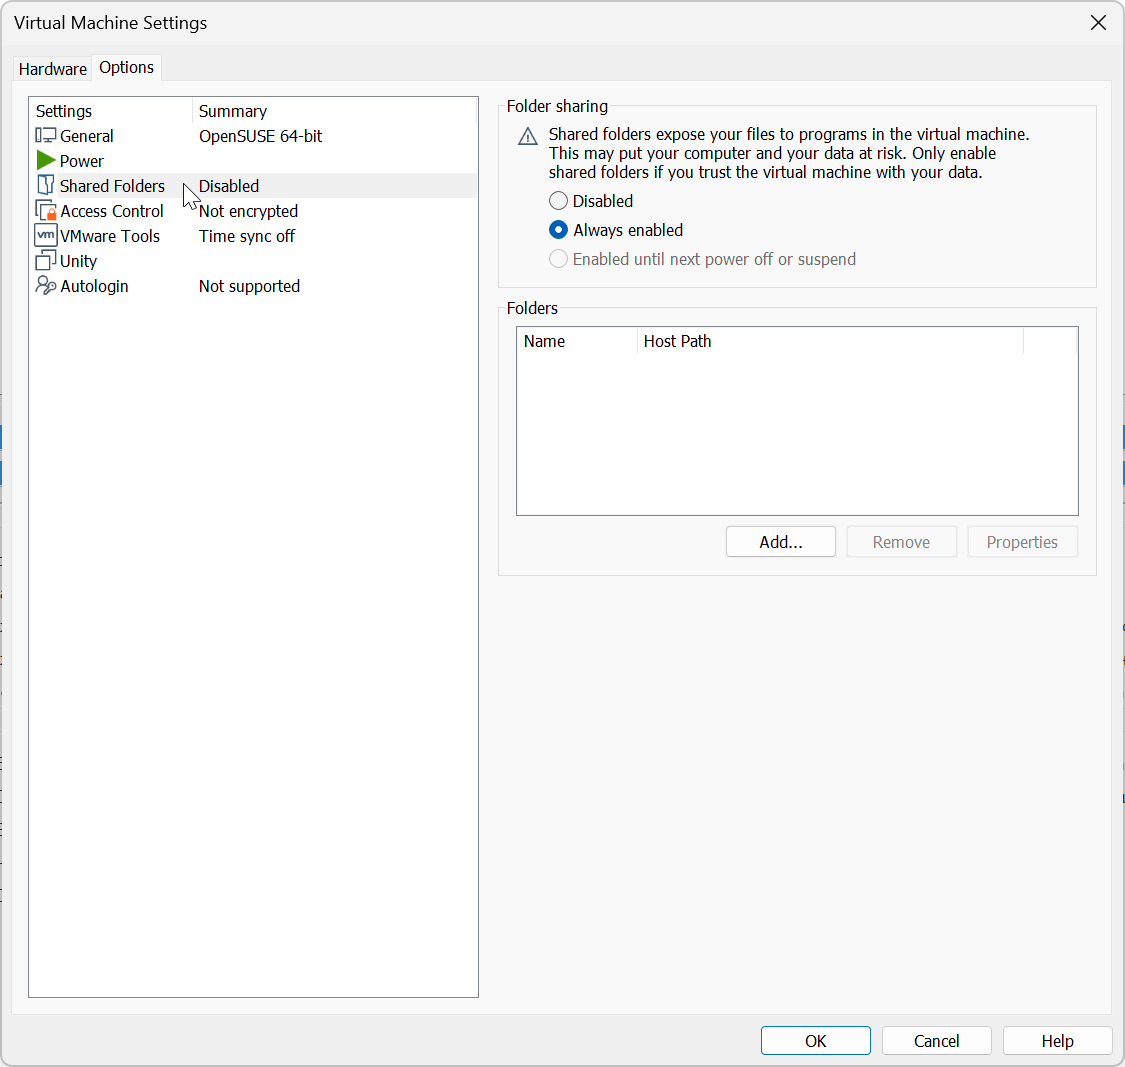 Virtual Machine Settings
Hardware Options
Settings Summary
General OpenSUSE 64-bit
Power
Shared Folders Disabled
Access Control Not encrypted
vm VMware Tools Time sync off
Unity
Autologin Not supported
Folder sharing
Shared folders expose your files to programs in the virtual machine.
This may put your computer and your data at risk. Only enable
shared folders if you trust the virtual machine with your data.
Disabled
Always enabled
Enabled until next power off or suspend
Folders
Name Host Path
Add... Remove Properties
OK Cancel Help